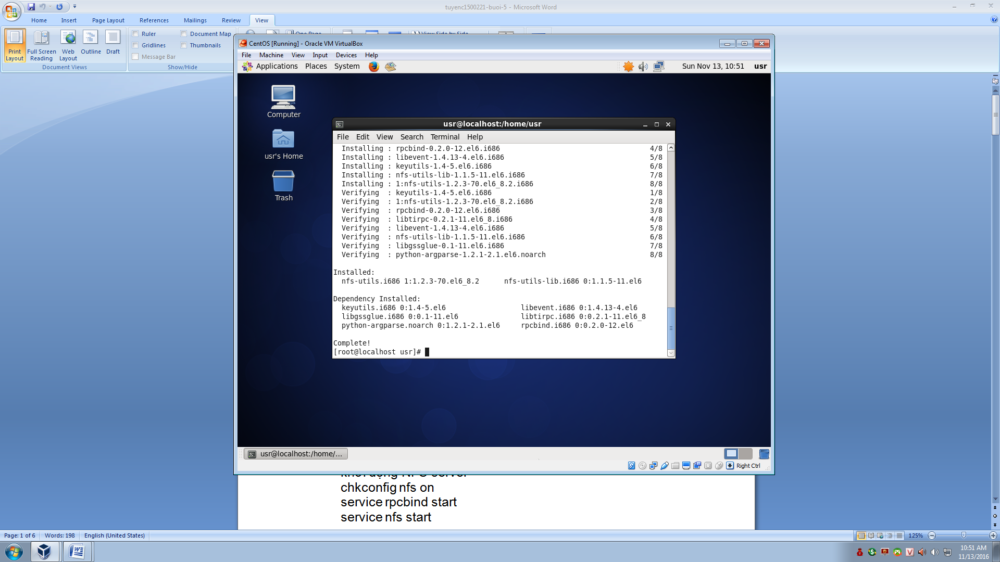 tuyenc1500221-buoi-5 - Microsoft Word
Home Insert Page Layout References Mailings Review View
Print Layout
Full Screen Reading
Web Layout
Outline
Draft
Document Views
Ruler
Gridlines
Message Bar
Document Map
Thumbnails
Show/Hide
One Page
View Side by Side
CentOS [Running] - Oracle VM VirtualBox
File Machine View Input Devices Help
Applications Places System
Sun Nov 13, 10:51 usr
Computer
usr's Home
Trash
usr@localhost:/home/usr
File Edit View Search Terminal Help
Installing : rpcbind-0.2.0-12.el6.i686 4/8
Installing : libevent-1.4.13-4.el6.i686 5/8
Installing : keyutils-1.4-5.el6.i686 6/8
Installing : nfs-utils-lib-1.1.5-11.el6.i686 7/8
Installing : 1:nfs-utils-1.2.3-70.el6_8.2.i686 8/8
Verifying : keyutils-1.4-5.el6.i686 1/8
Verifying : 1:nfs-utils-1.2.3-70.el6_8.2.i686 2/8
Verifying : rpcbind-0.2.0-12.el6.i686 3/8
Verifying : libtirpc-0.2.1-11.el6_8.i686 4/8
Verifying : libevent-1.4.13-4.el6.i686 5/8
Verifying : nfs-utils-lib-1.1.5-11.el6.i686 6/8
Verifying : libgssglue-0.1-11.el6.i686 7/8
Verifying : python-argparse-1.2.1-2.1.el6.noarch 8/8
Installed:
nfs-utils.i686 1:1.2.3-70.el6_8.2 nfs-utils-lib.i686 0:1.1.5-11.el6
Dependency Installed:
keyutils.i686 0:1.4-5.el6 libevent.i686 0:1.4.13-4.el6
libgssglue.i686 0:0.1-11.el6 libtirpc.i686 0:0.2.1-11.el6_8
python-argparse.noarch 0:1.2.1-2.1.el6 rpcbind.i686 0:0.2.0-12.el6
Complete!
[root@localhost usr]#
usr@localhost:/home/...
Right Ctrl
khởi động NFS server
chkconfig nfs on
service rpcbind start
service nfs start
Page: 1 of 6 Words: 198 English (United States)
125%
10:51 AM
11/13/2016